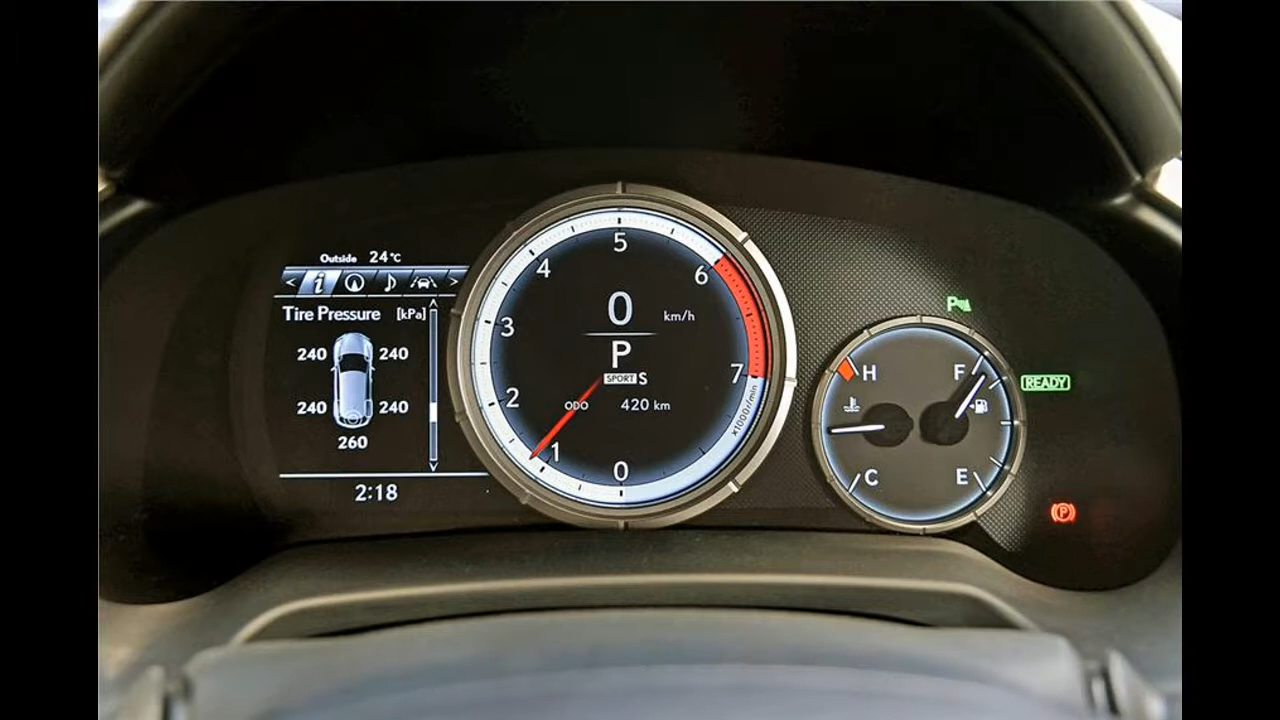 Outside 24°C
< i >
Tire Pressure [kPa]
240 240
240 240
260
2:18
5
4 6
3 7
2 1
0
0 km/h
P
SPORT S
ODO 420 km
x1000r/min
P
H F
C E
READY
P